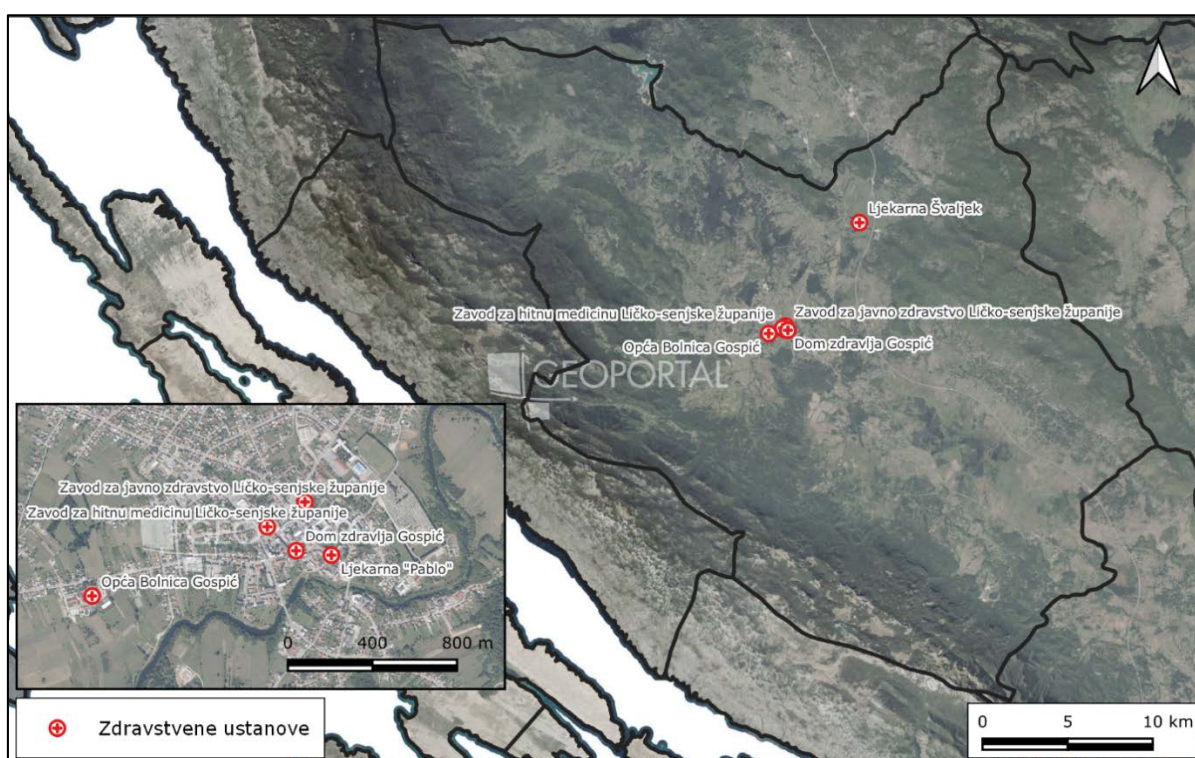 Ljekarna Švaljek
Zavod za hitnu medicinu Ličko-senjske županije
Zavod za javno zdravstvo Ličko-senjske županije
Opća Bolnica Gospić
Dom zdravlja Gospić
GEOPORTAL
Zavod za javno zdravstvo Ličko-senjske županije
Zavod za hitnu medicinu Ličko-senjske županije
Dom zdravlja Gospić
Ljekarna "Pablo"
Opća Bolnica Gospić
0 400 800 m
Zdravstvene ustanove
0 5 10 km